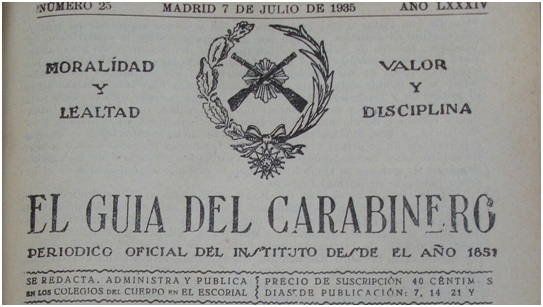 NÚMERO 25 MADRID 7 DE JULIO DE 1935 AÑO LXXXIV
MORALIDAD
Y
LEALTAD
VALOR
Y
DISCIPLINA
EL GUIA DEL CARABINERO
PERIODICO OFICIAL DEL INSTITUTO DESDE EL AÑO 1851
SE REDACTA, ADMINISTRA Y PUBLICA
EN LOS COLEGIOS DEL CUERPO EN EL ESCORIAL
PRECIO DE SUSCRIPCIÓN 40 CÉNTIM S
DIAS DE PUBLICACIÓN 7, 14 21 Y